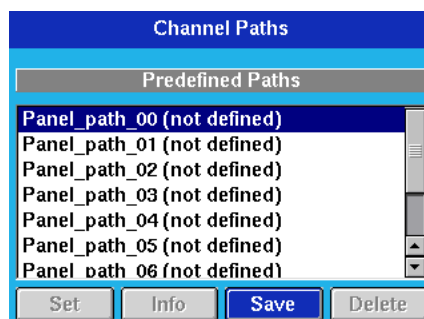 Channel Paths
Predefined Paths
Panel_path_00 (not defined)
Panel_path_01 (not defined)
Panel_path_02 (not defined)
Panel_path_03 (not defined)
Panel_path_04 (not defined)
Panel_path_05 (not defined)
Panel_path_06 (not defined)
Set Info Save Delete